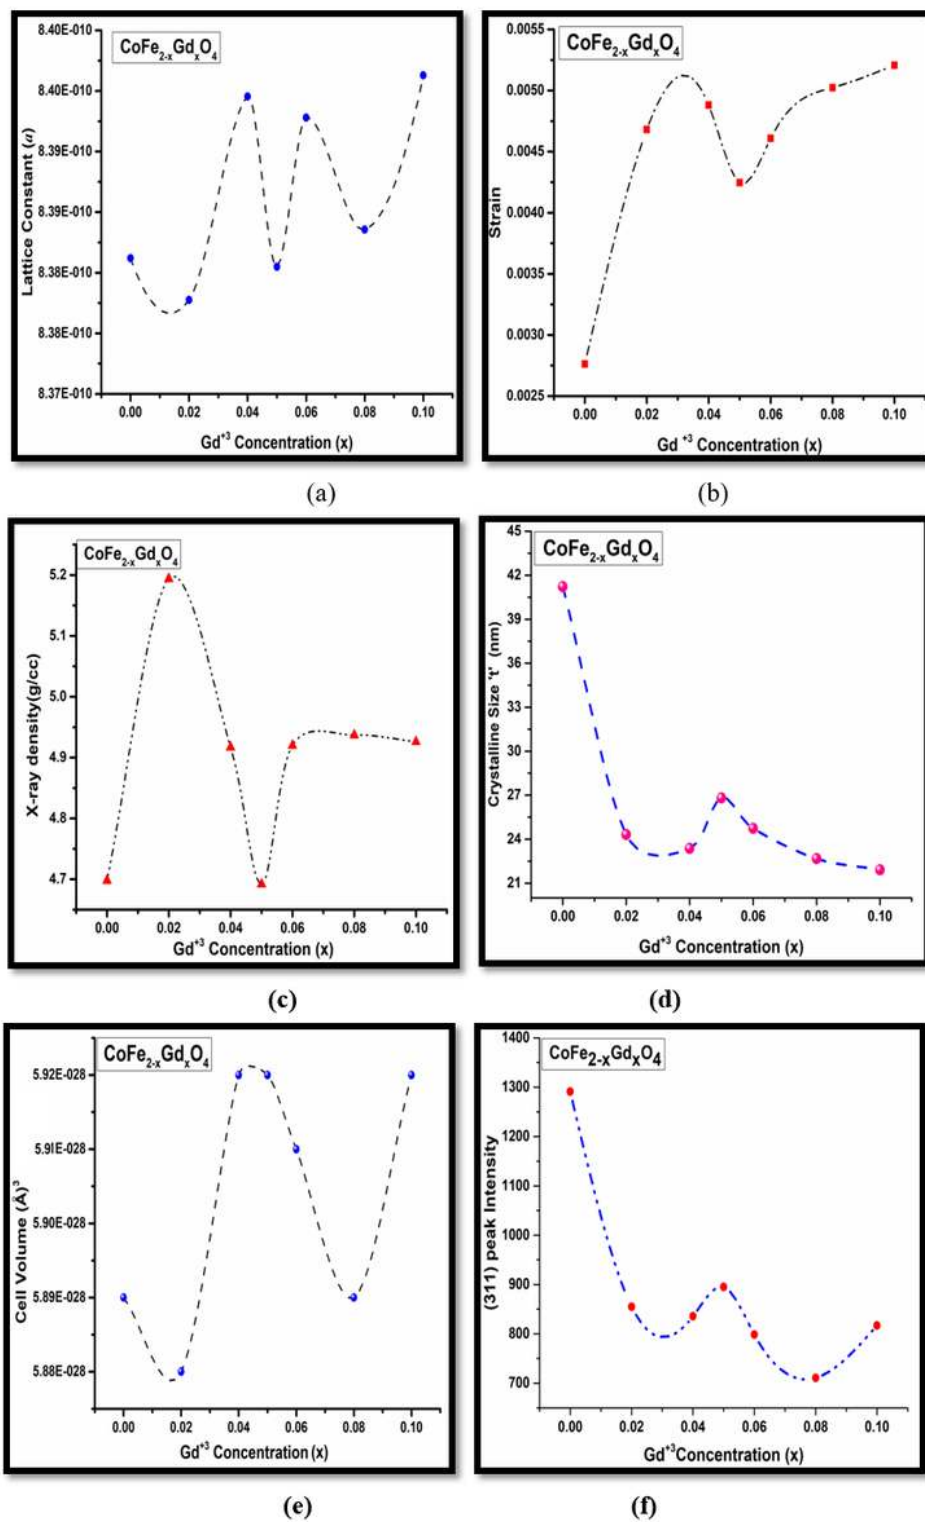 CoFe2-xGdxO4
Lattice Constant (a)
8.40E-010
8.40E-010
8.39E-010
8.39E-010
8.38E-010
8.38E-010
8.37E-010
0.00 0.02 0.04 0.06 0.08 0.10
Gd+3 Concentration (x)
(a)
CoFe2-xGdxO4
Strain
0.0055
0.0050
0.0045
0.0040
0.0035
0.0030
0.0025
0.00 0.02 0.04 0.06 0.08 0.10
Gd +3 Concentration (x)
(b)
CoFe2-xGdxO4
X-ray density(g/cc)
5.2
5.1
5.0
4.9
4.8
4.7
0.00 0.02 0.04 0.06 0.08 0.10
Gd+3 Concentration (x)
(c)
CoFe2-xGdxO4
Crystalline Size 't' (nm)
45
42
39
36
33
30
27
24
21
0.00 0.02 0.04 0.06 0.08 0.10
Gd+3 Concentration (x)
(d)
CoFe2-xGdxO4
Cell Volume (Å)3
5.92E-028
5.91E-028
5.90E-028
5.89E-028
5.88E-028
0.00 0.02 0.04 0.06 0.08 0.10
Gd+3 Concentration (x)
(e)
CoFe2-xGdxO4
(311) peak Intensity
1400
1300
1200
1100
1000
900
800
700
0.00 0.02 0.04 0.06 0.08 0.10
Gd+3Concentration (x)
(f)